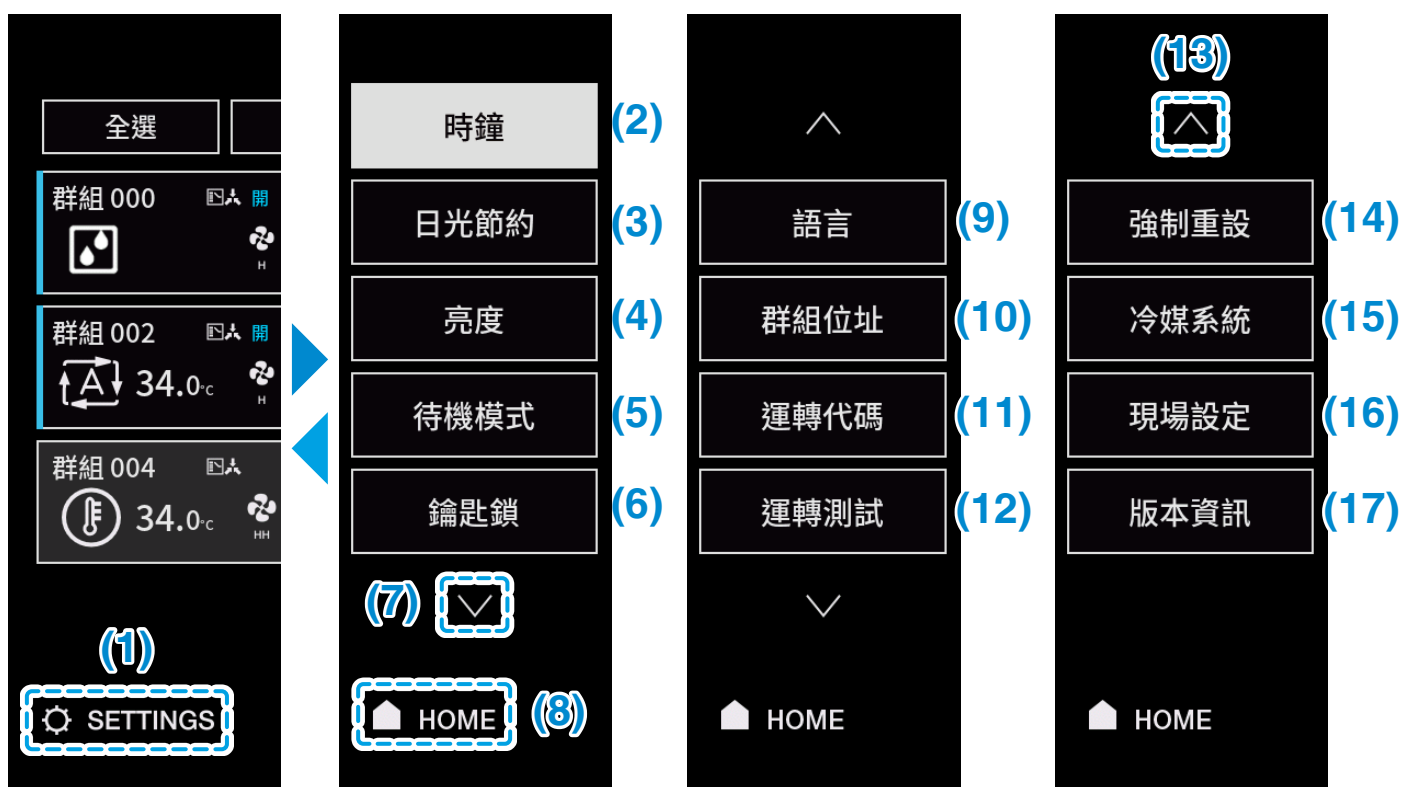 全選
群組 000 開
H
群組 002 開
A 34.0°C
H
群組 004
34.0°C
HH
(1)
SETTINGS
時鐘 (2)
日光節約 (3)
亮度 (4)
待機模式 (5)
鑰匙鎖 (6)
(7)
HOME (8)
語言 (9)
群組位址 (10)
運轉代碼 (11)
運轉測試 (12)
HOME
(13)
強制重設 (14)
冷媒系統 (15)
現場設定 (16)
版本資訊 (17)
HOME